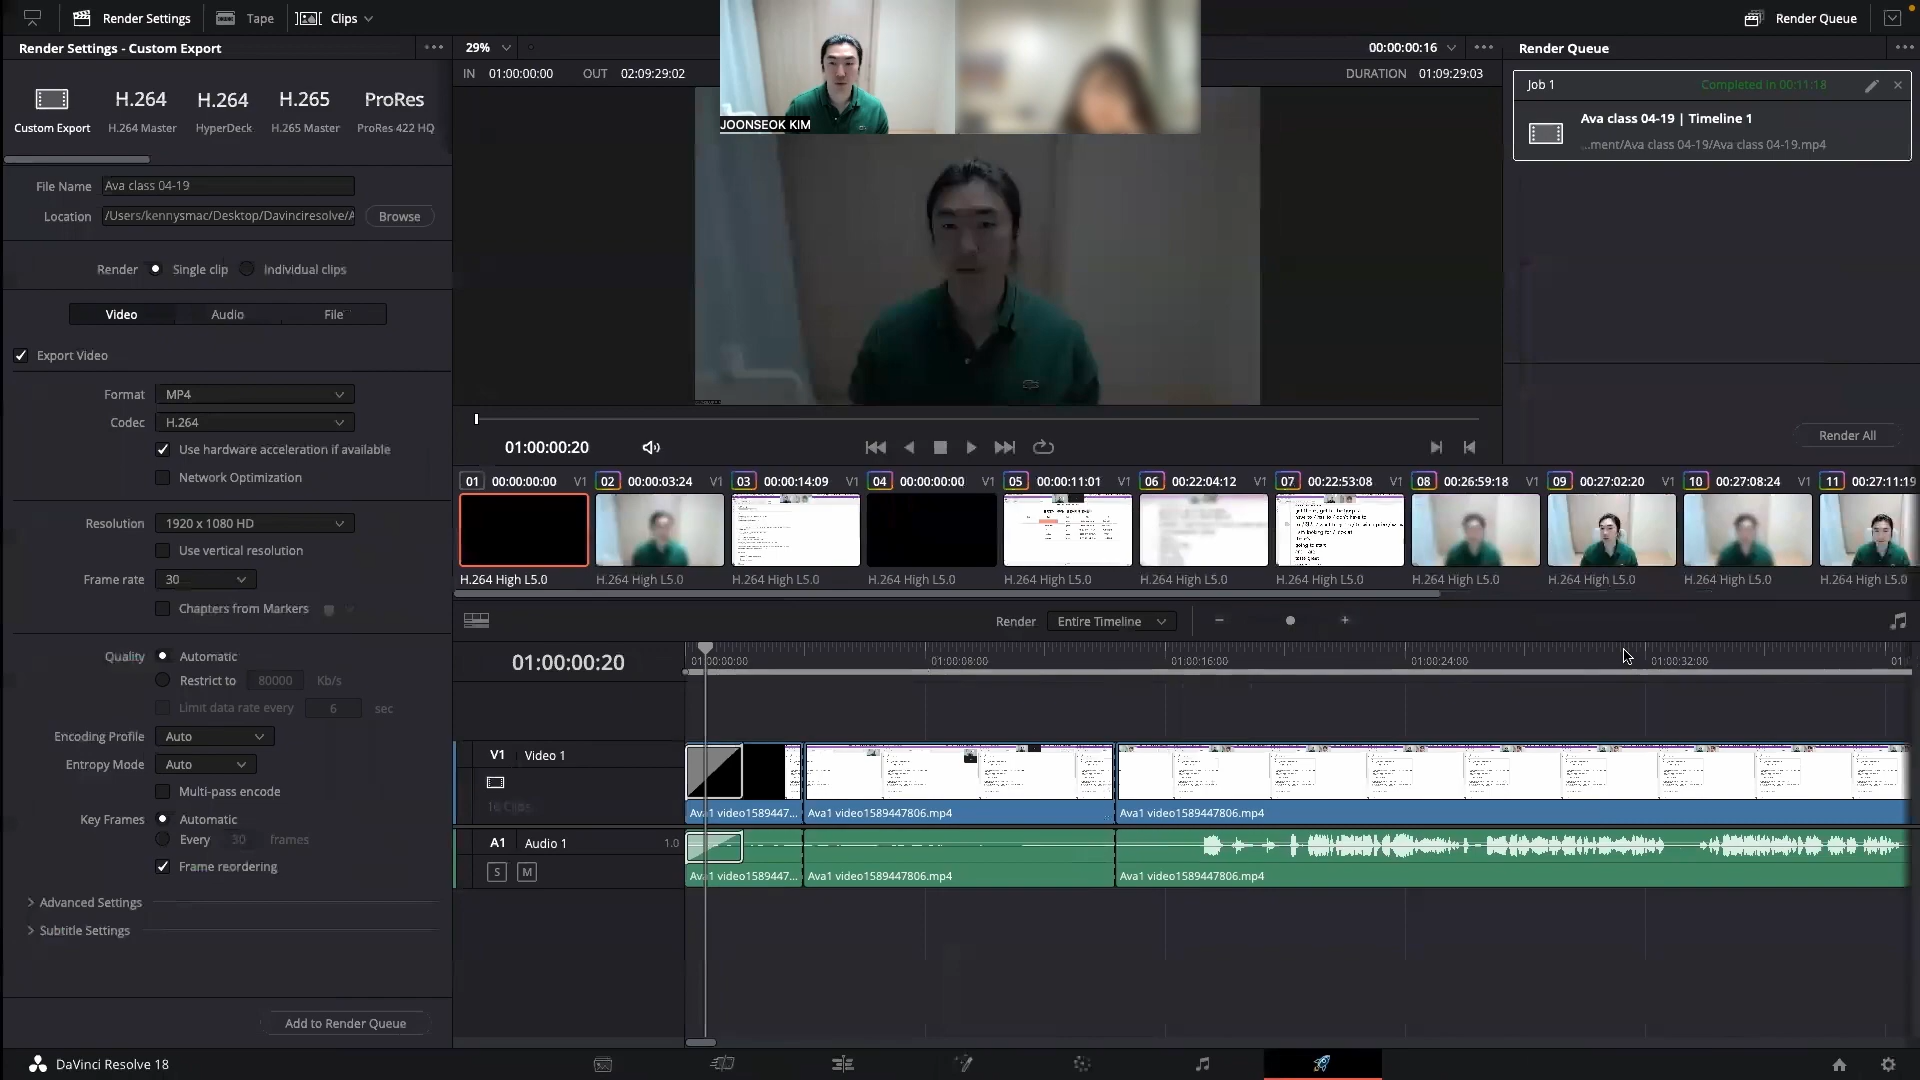 Render Settings
Tape
Clips
Render Queue
Render Settings - Custom Export
29%
00:00:00:16
Render Queue
IN 01:00:00:00 OUT 02:09:29:02
DURATION 01:09:29:03
JOONSEOK KIM
H.264 H.264 H.265 ProRes
Custom Export H.264 Master HyperDeck H.265 Master ProRes 422 HQ
Job 1 Completed in 00:11:18
Ava class 04-19 | Timeline 1
...ment/Ava class 04-19/Ava class 04-19.mp4
File Name Ava class 04-19
Location /Users/kennysmac/Desktop/Davinciresolve/A Browse
Render Single clip Individual clips
Video Audio File
Export Video
Format MP4
Codec H.264
Use hardware acceleration if available
Network Optimization
Resolution 1920 x 1080 HD
Use vertical resolution
Frame rate 30
Chapters from Markers
Quality Automatic
Restrict to 80000 Kb/s
Limit data rate every 6 sec
Encoding Profile Auto
Entropy Mode Auto
Multi-pass encode
Key Frames Automatic
Every 30 frames
Frame reordering
Advanced Settings
Subtitle Settings
Add to Render Queue
01:00:00:20
Render All
01 00:00:00:00 V1 02 00:00:03:24 V1 03 00:00:14:09 V1 04 00:00:00:00 V1 05 00:00:11:01 V1 06 00:22:04:12 V1 07 00:22:53:08 V1 08 00:26:59:18 V1 09 00:27:02:20 V1 10 00:27:08:24 V1 11 00:27:11:19
H.264 High L5.0 H.264 High L5.0 H.264 High L5.0 H.264 High L5.0 H.264 High L5.0 H.264 High L5.0 H.264 High L5.0 H.264 High L5.0 H.264 High L5.0 H.264 High L5.0 H.264 High L5.0
Render Entire Timeline
01:00:00:20
01:00:00:00 01:00:08:00 01:00:16:00 01:00:24:00 01:00:32:00
V1 Video 1
Ava1 video1589447... Ava1 video1589447806.mp4 Ava1 video1589447806.mp4
A1 Audio 1 1.0
S M
Ava1 video1589447... Ava1 video1589447806.mp4 Ava1 video1589447806.mp4
DaVinci Resolve 18